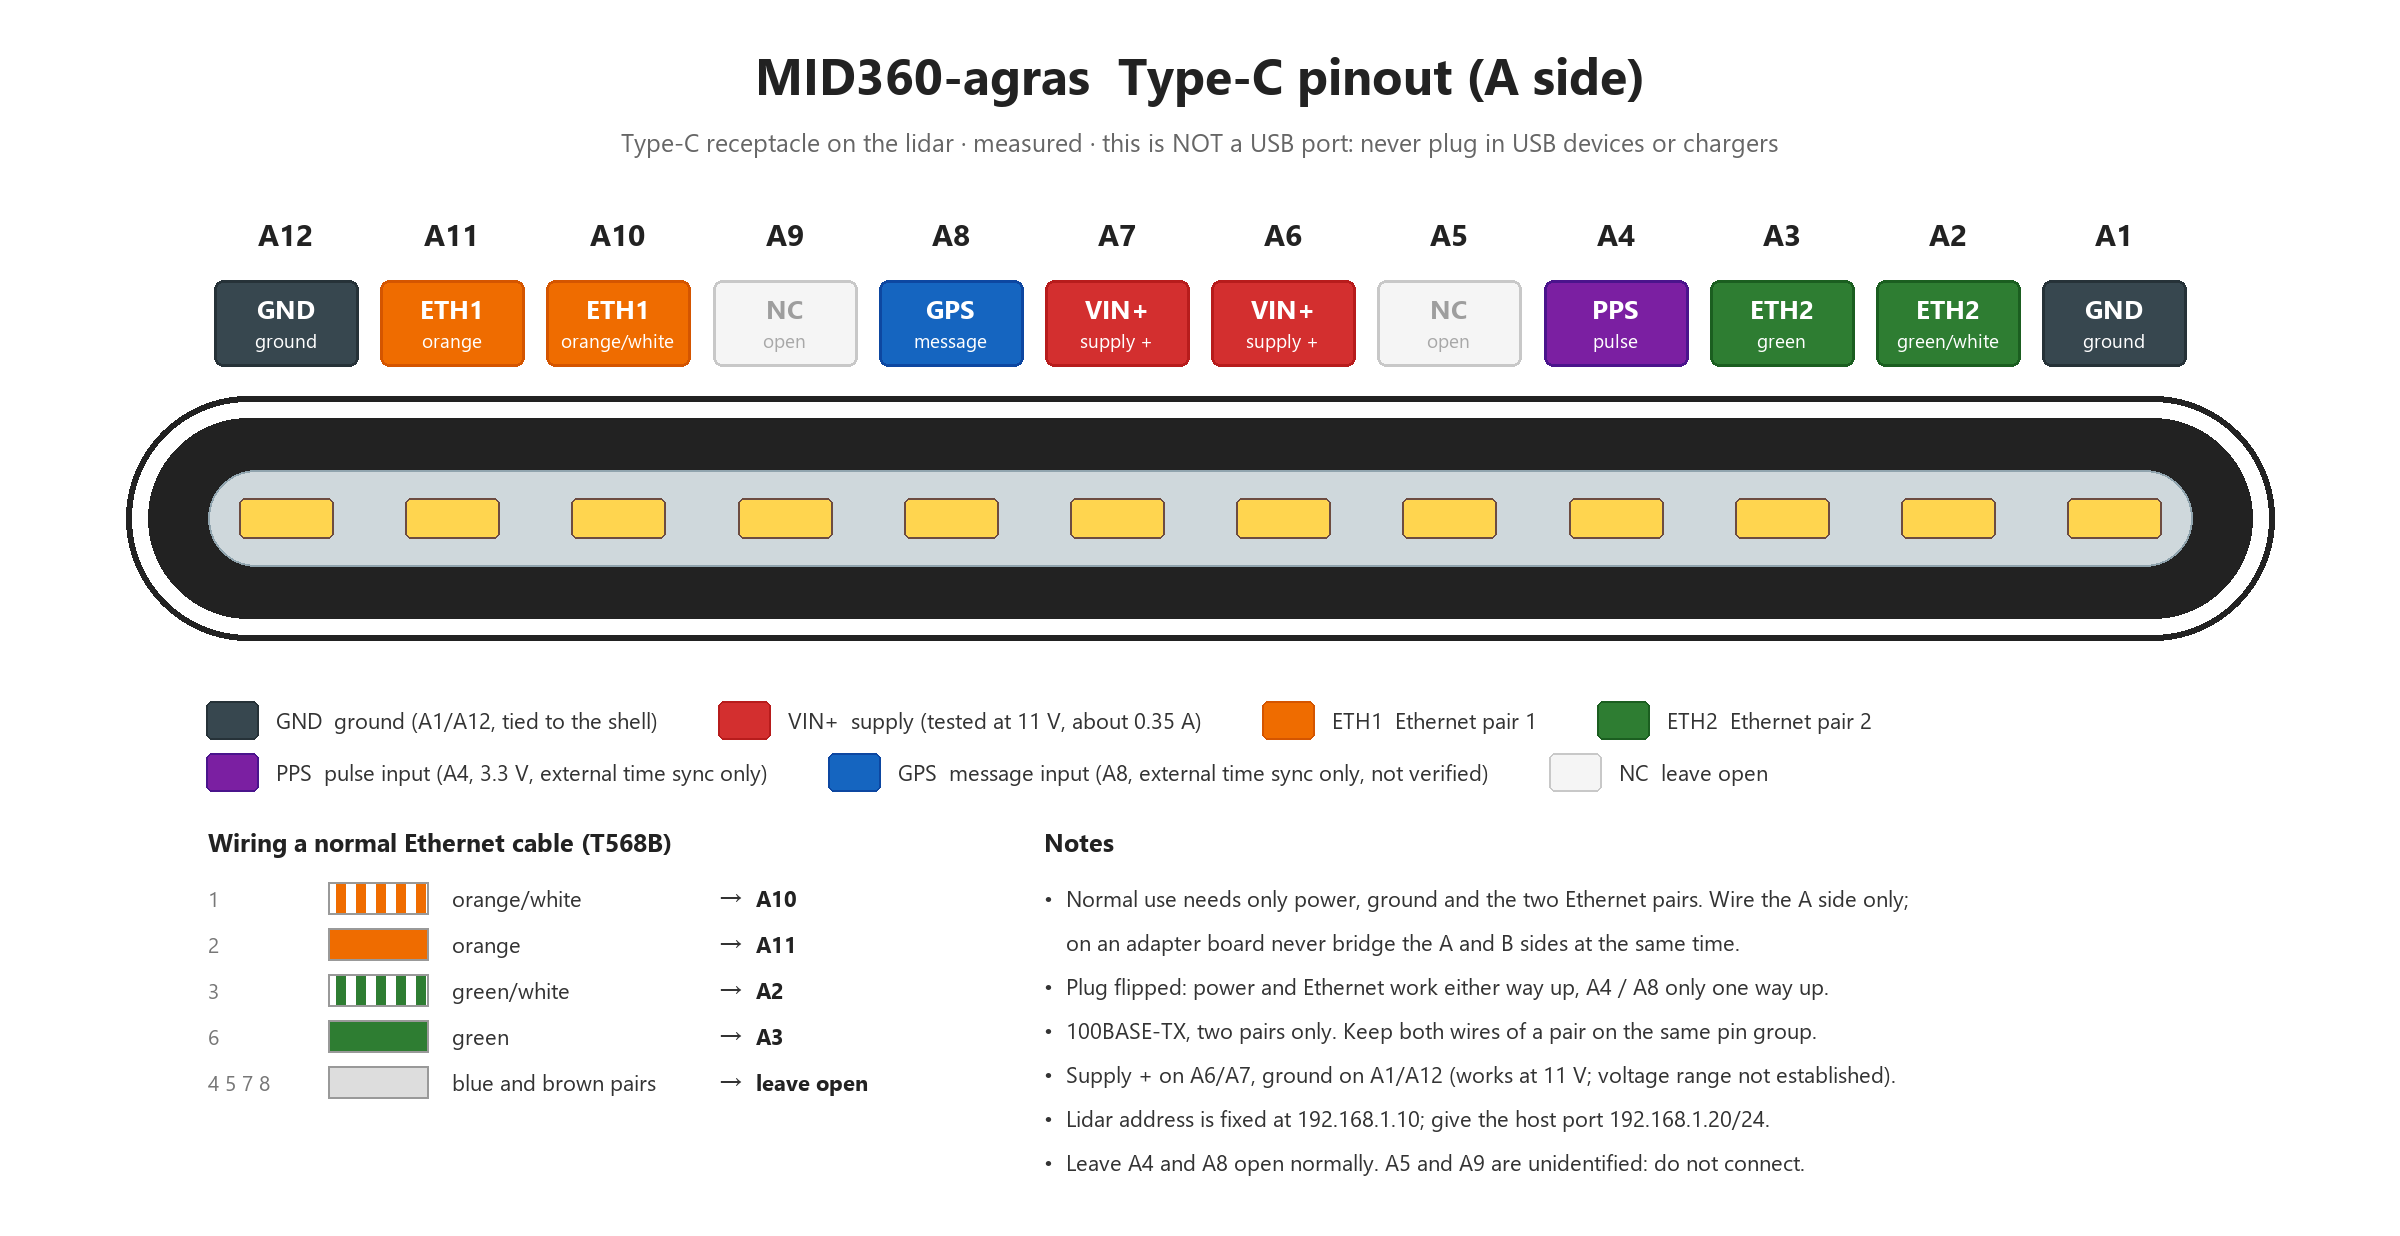 MID360-agras Type-C pinout (A side)
Type-C receptacle on the lidar · measured · this is NOT a USB port: never plug in USB devices or chargers
A12 A11 A10 A9 A8 A7 A6 A5 A4 A3 A2 A1
GND ETH1 ETH1 NC GPS VIN+ VIN+ NC PPS ETH2 ETH2 GND
ground orange orange/white open message supply + supply + open pulse green green/white ground
GND ground (A1/A12, tied to the shell) VIN+ supply (tested at 11 V, about 0.35 A) ETH1 Ethernet pair 1 ETH2 Ethernet pair 2
PPS pulse input (A4, 3.3 V, external time sync only) GPS message input (A8, external time sync only, not verified) NC leave open
Wiring a normal Ethernet cable (T568B)
1 orange/white → A10
2 orange → A11
3 green/white → A2
6 green → A3
4 5 7 8 blue and brown pairs → leave open
Notes
• Normal use needs only power, ground and the two Ethernet pairs. Wire the A side only;
on an adapter board never bridge the A and B sides at the same time.
• Plug flipped: power and Ethernet work either way up, A4 / A8 only one way up.
• 100BASE-TX, two pairs only. Keep both wires of a pair on the same pin group.
• Supply + on A6/A7, ground on A1/A12 (works at 11 V; voltage range not established).
• Lidar address is fixed at 192.168.1.10; give the host port 192.168.1.20/24.
• Leave A4 and A8 open normally. A5 and A9 are unidentified: do not connect.